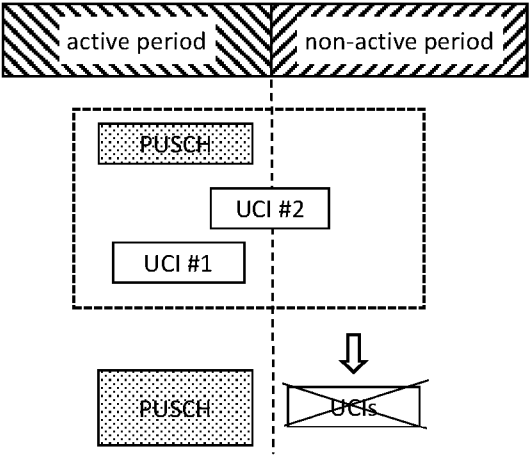 active period
non-active period
PUSCH
UCI #2
UCI #1
PUSCH
UCIs